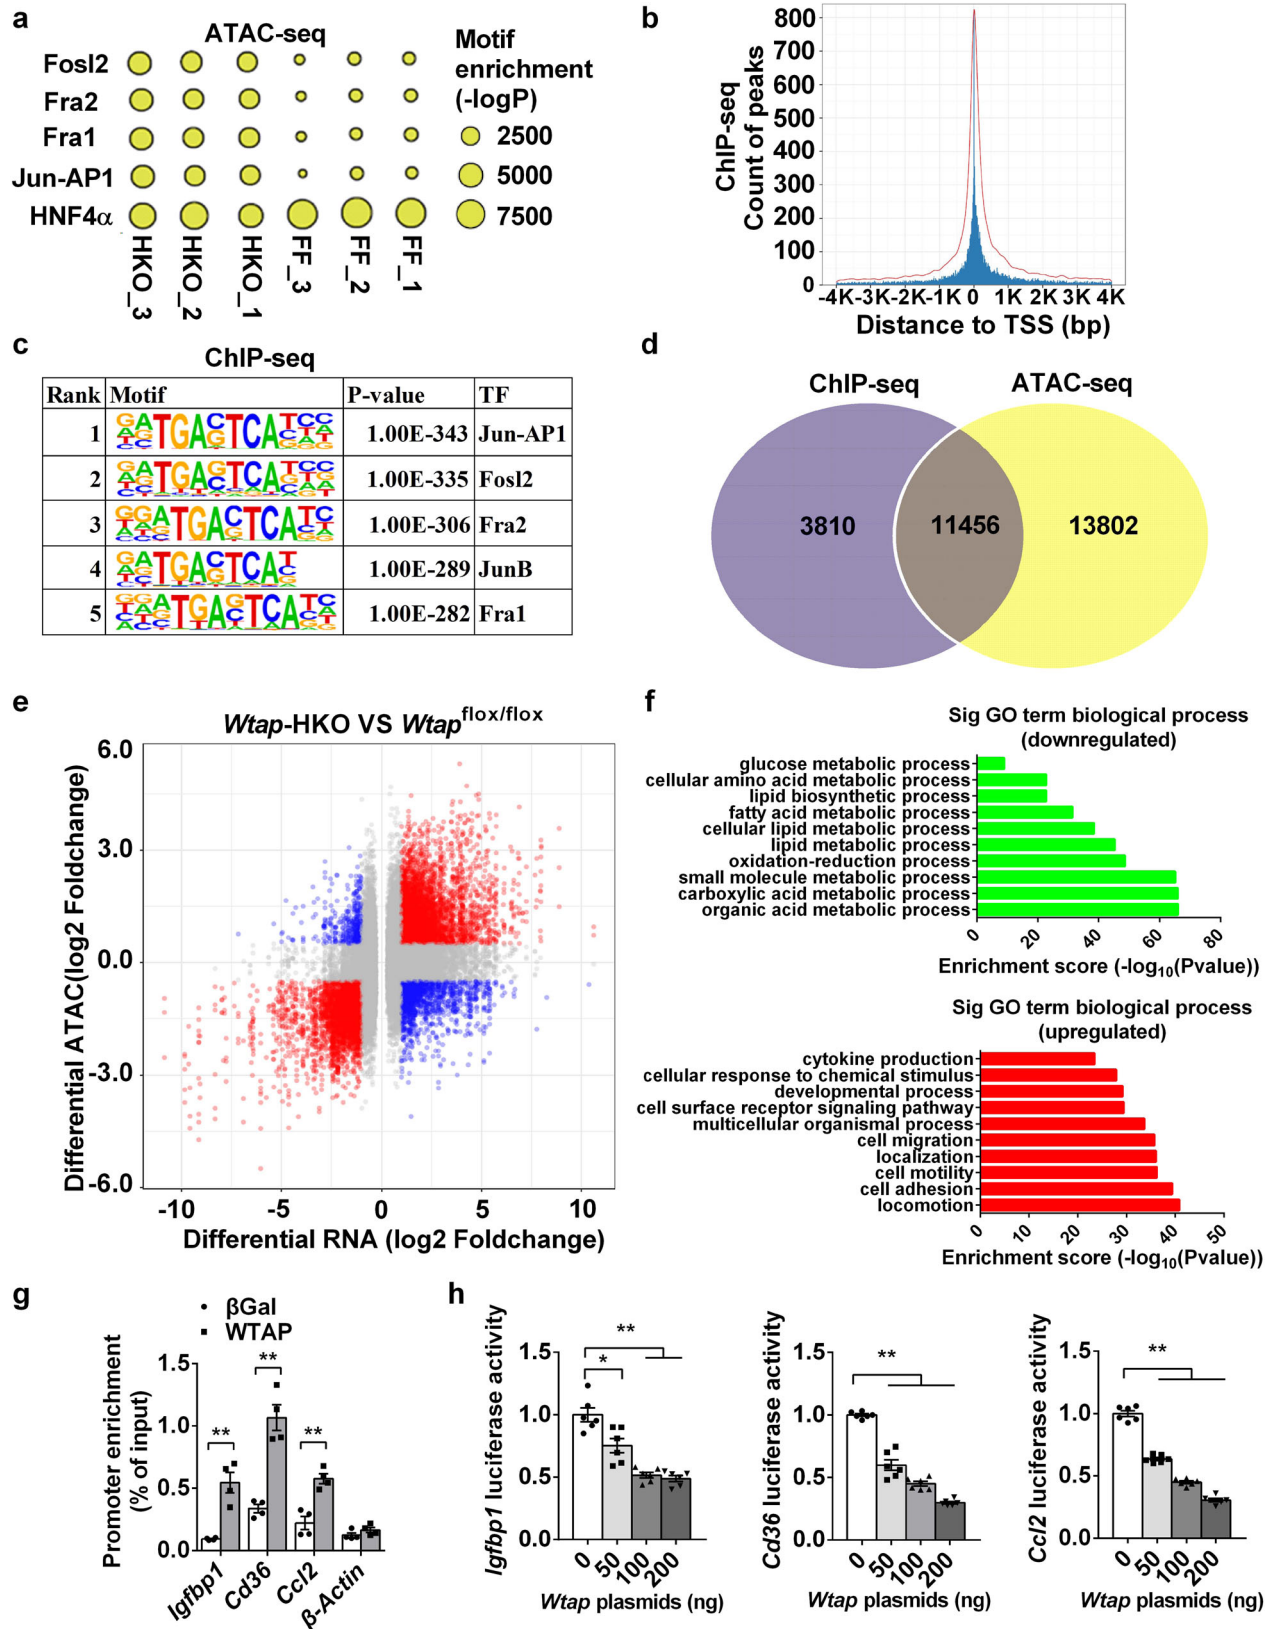 a
ATAC-seq
Fosl2
Fra2
Fra1
Jun-AP1
HNF4α
HKO_3
HKO_2
HKO_1
FF_3
FF_2
FF_1
Motif
enrichment
(-logP)
2500
5000
7500
b
ChIP-seq
Count of peaks
800
700
600
500
400
300
200
100
0
-4K -3K -2K -1K 0 1K 2K 3K 4K
Distance to TSS (bp)
c
ChIP-seq
Rank Motif P-value TF
1 1.00E-343 Jun-AP1
2 1.00E-335 Fosl2
3 1.00E-306 Fra2
4 1.00E-289 JunB
5 1.00E-282 Fra1
d
ChIP-seq ATAC-seq
3810 11456 13802
e
Wtap-HKO VS Wtap flox/flox
Differential ATAC(log2 Foldchange)
6.0
3.0
0.0
-3.0
-6.0
-10 -5 0 5 10
Differential RNA (log2 Foldchange)
f
Sig GO term biological process
(downregulated)
glucose metabolic process
cellular amino acid metabolic process
lipid biosynthetic process
fatty acid metabolic process
cellular lipid metabolic process
lipid metabolic process
oxidation-reduction process
small molecule metabolic process
carboxylic acid metabolic process
organic acid metabolic process
0 20 40 60 80
Enrichment score (-log10(Pvalue))
Sig GO term biological process
(upregulated)
cytokine production
cellular response to chemical stimulus
developmental process
cell surface receptor signaling pathway
multicellular organismal process
cell migration
localization
cell motility
cell adhesion
locomotion
0 10 20 30 40 50
Enrichment score (-log10(Pvalue))
g
βGal
WTAP
Promoter enrichment
(% of input)
1.5
1.0
0.5
0.0
** ** **
Igfbp1 Cd36 Ccl2 β-Actin
h
Igfbp1 luciferase activity
1.5
1.0
0.5
0.0
**
*
0 50 100 200
Wtap plasmids (ng)
Cd36 luciferase activity
1.5
1.0
0.5
0.0
**
0 50 100 200
Wtap plasmids (ng)
Ccl2 luciferase activity
1.5
1.0
0.5
0.0
**
0 50 100 200
Wtap plasmids (ng)